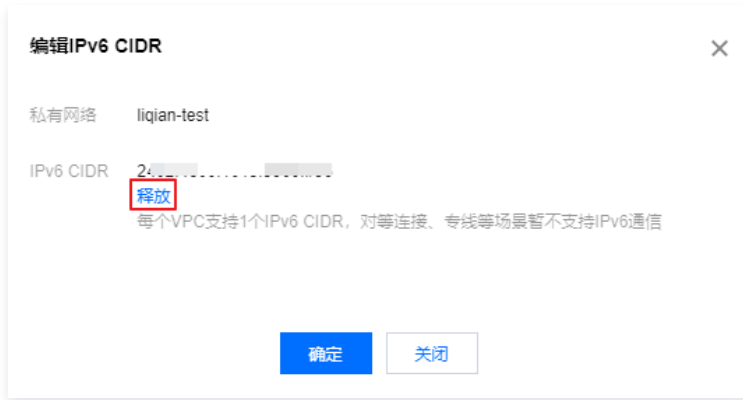 编辑IPv6 CIDR
私有网络 liqian-test
IPv6 CIDR
释放
每个VPC支持1个IPv6 CIDR，对等连接、专线等场景暂不支持IPv6通信
确定 关闭